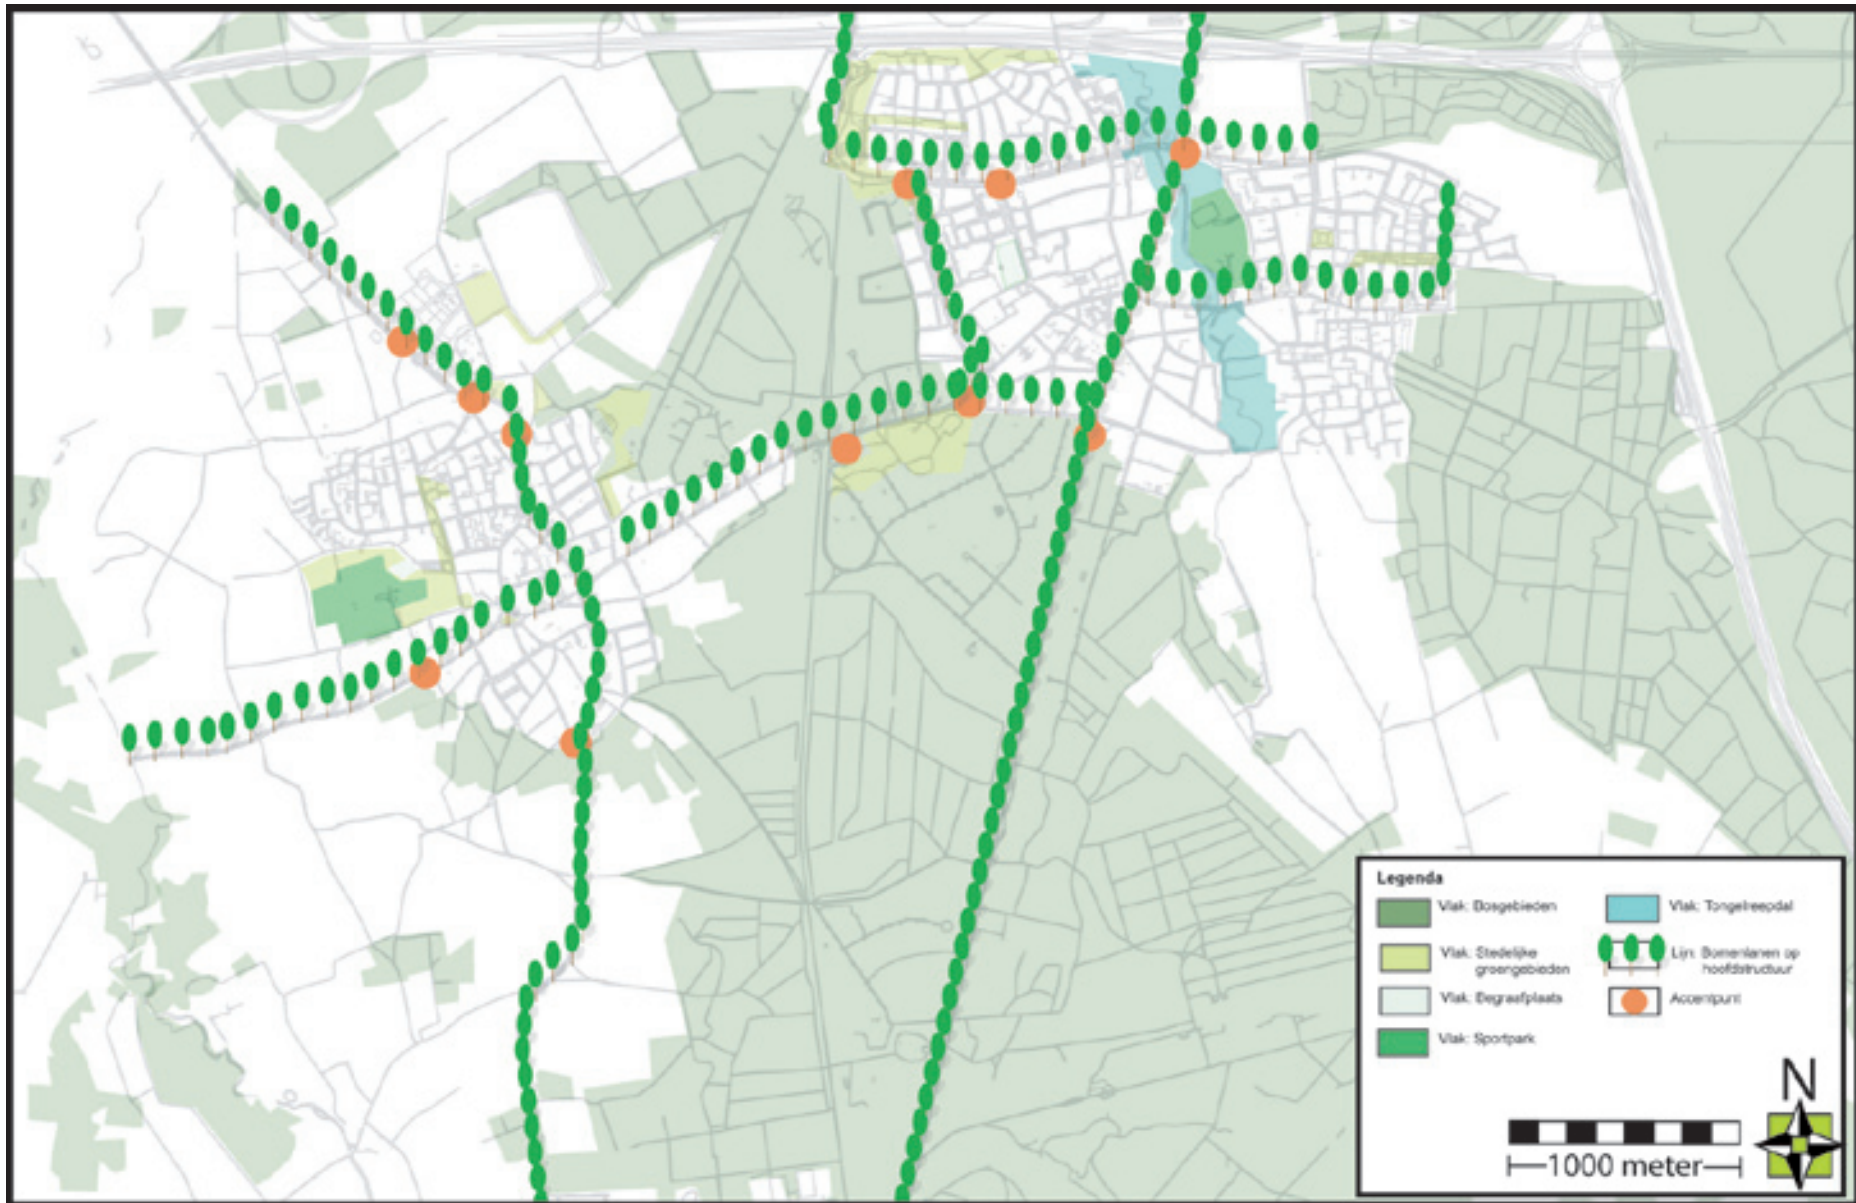 Legenda
Vlak: Bosgebieden
Vlak: Stedelijke
groengebieden
Vlak: Begraafplaats
Vlak: Sportpark
Vlak: Tongelreepdal
Lijn: Bomenlanen op
hoofdstructuur
Accentpunt
N
1000 meter